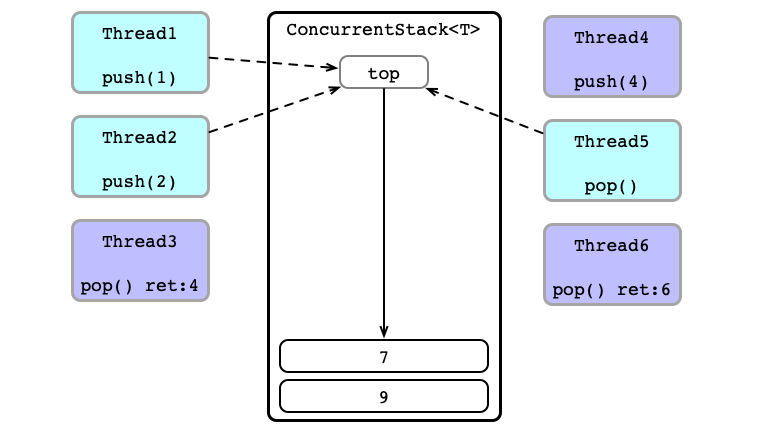 Thread1
push(1)
Thread2
push(2)
Thread3
pop() ret:4
ConcurrentStack<T>
top
7
9
Thread4
push(4)
Thread5
pop()
Thread6
pop() ret:6